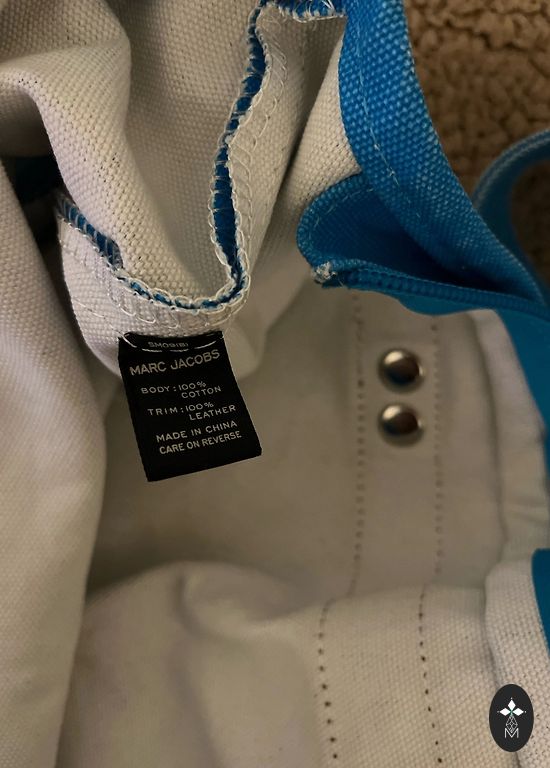 MARC JACOBS
BODY : 100%
COTTON
TRIM : 100%
LEATHER
MADE IN CHINA
CARE ON REVERSE
M